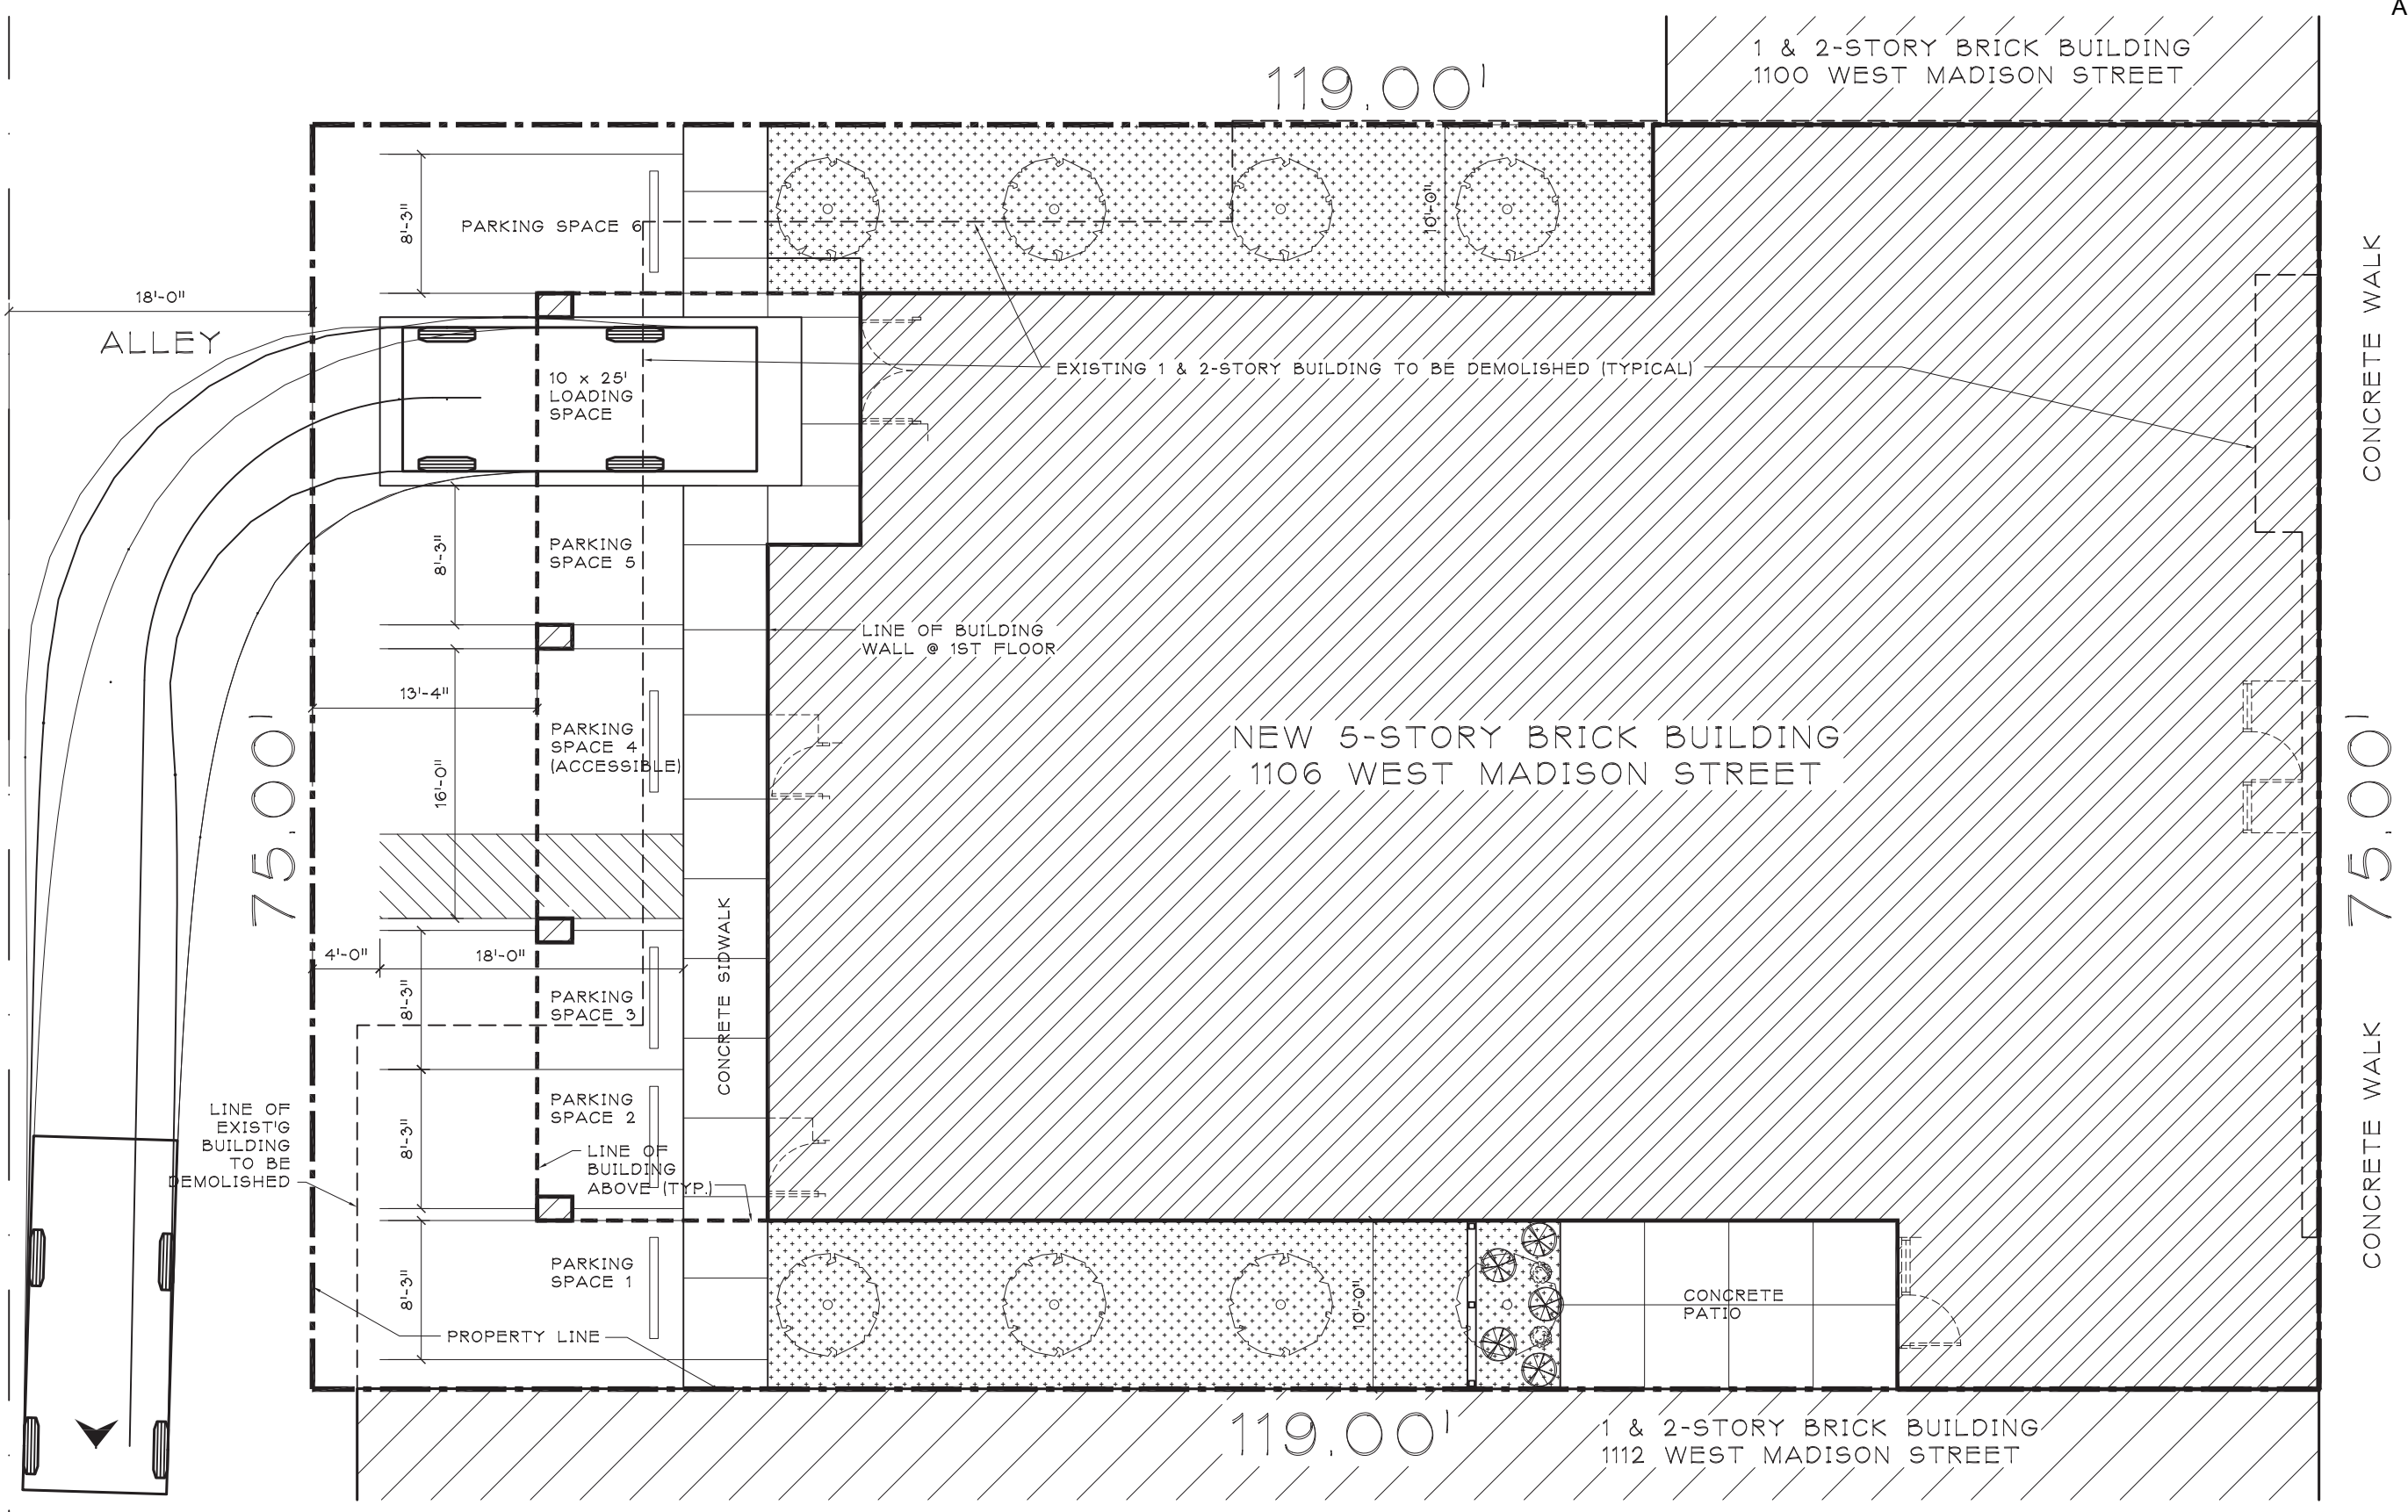 A
1 & 2-STORY BRICK BUILDING
1100 WEST MADISON STREET
119.00'
8'-3"
PARKING SPACE 6
10'-0"
18'-0"
ALLEY
10 x 25'
LOADING
SPACE
EXISTING 1 & 2-STORY BUILDING TO BE DEMOLISHED (TYPICAL)
CONCRETE WALK
8'-3"
PARKING
SPACE 5
LINE OF BUILDING
WALL @ 1ST FLOOR
13'-4"
75.00'
PARKING
SPACE 4
(ACCESSIBLE)
16'-0"
NEW 5-STORY BRICK BUILDING
1106 WEST MADISON STREET
75.00'
4'-0"
18'-0"
CONCRETE SIDWALK
8'-3"
PARKING
SPACE 3
8'-3"
PARKING
SPACE 2
LINE OF
EXIST'G
BUILDING
TO BE
DEMOLISHED
LINE OF
BUILDING
ABOVE (TYP.)
CONCRETE WALK
8'-3"
PARKING
SPACE 1
10'-0"
CONCRETE
PATIO
PROPERTY LINE
119.00'
1 & 2-STORY BRICK BUILDING
1112 WEST MADISON STREET